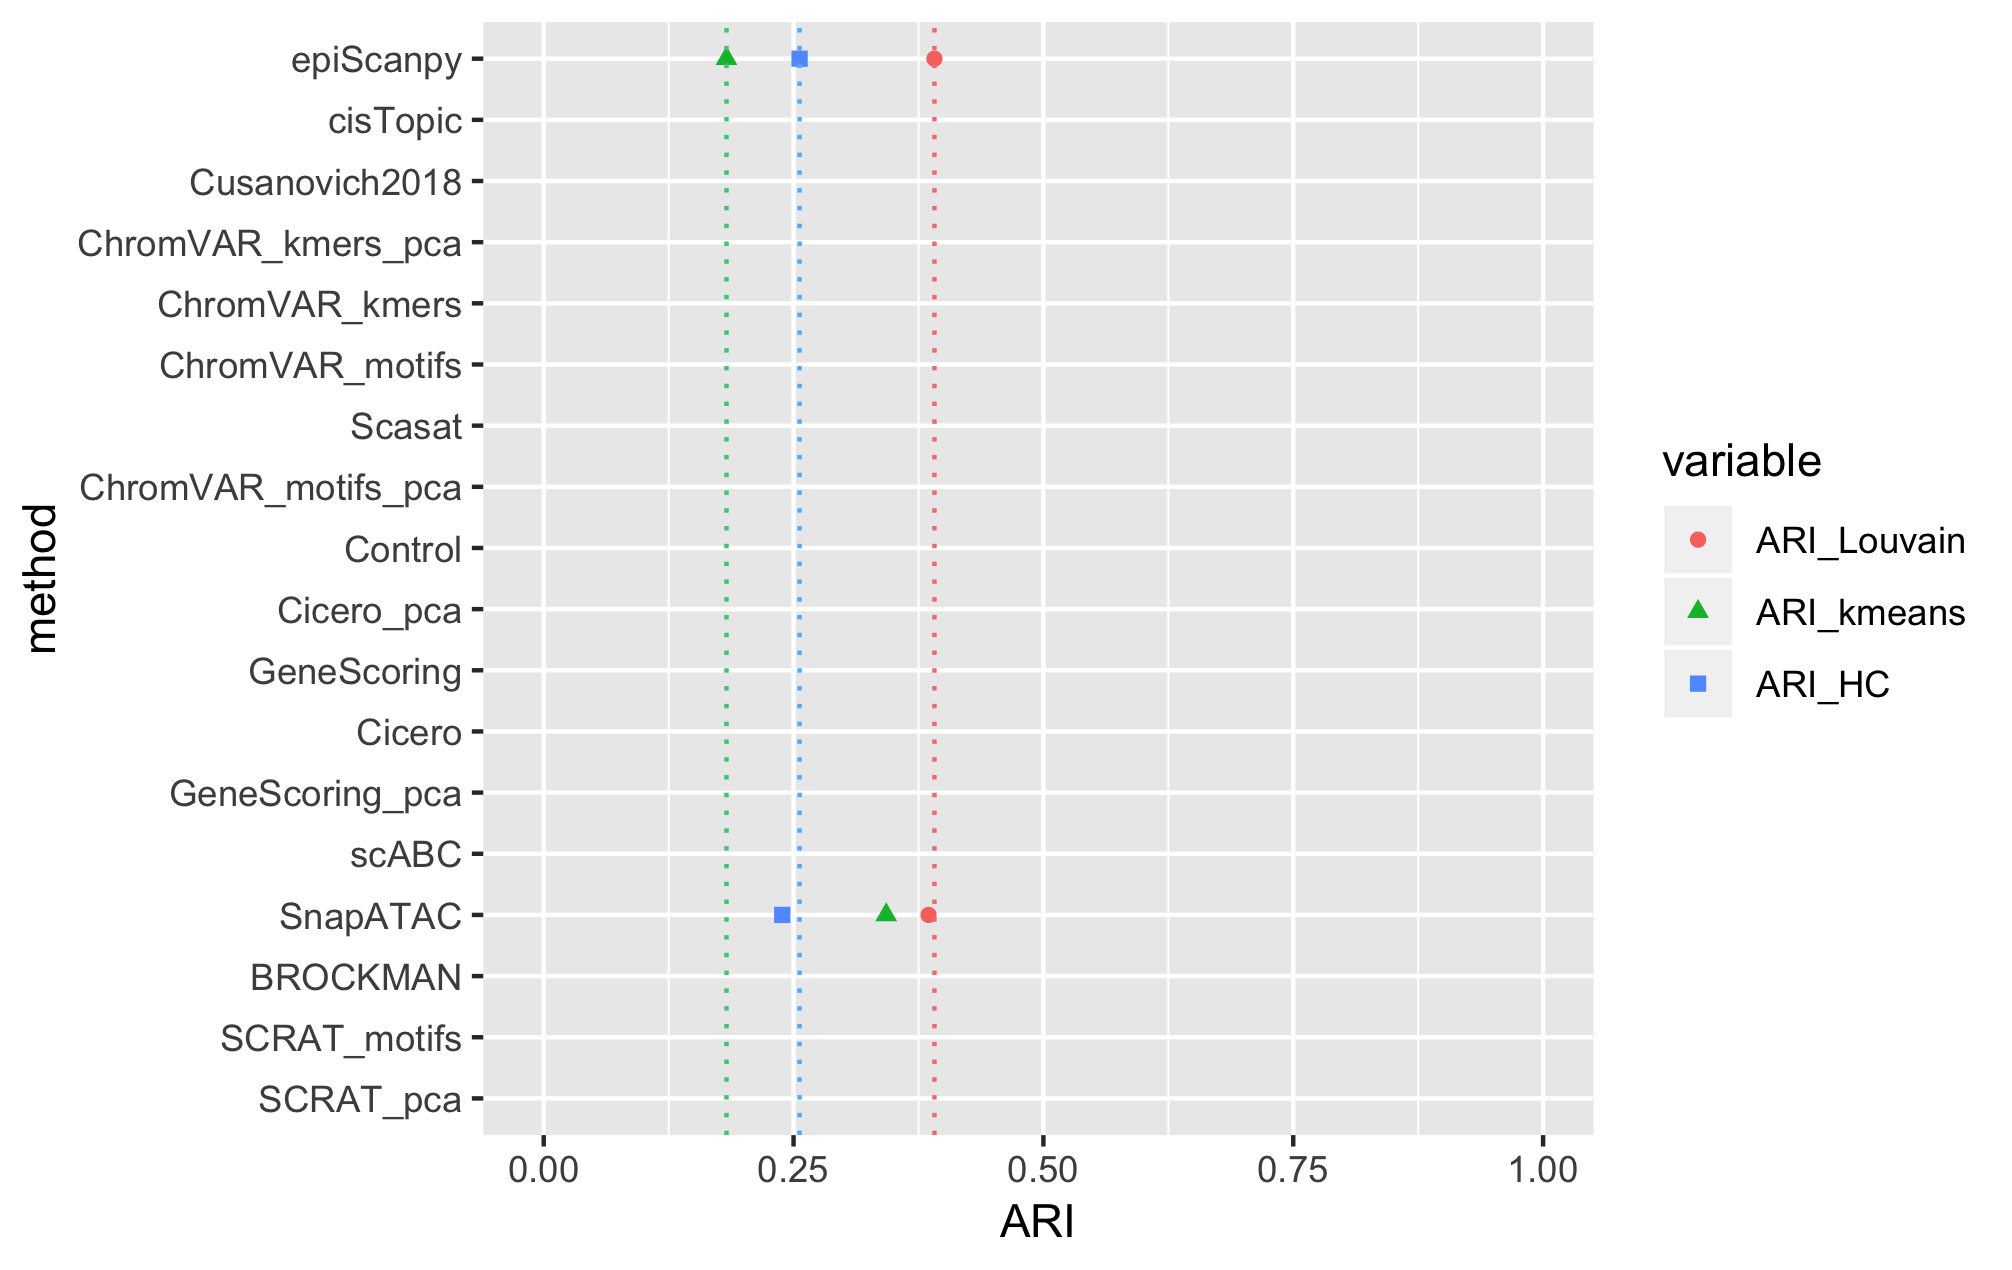 epiScanpy
cisTopic
Cusanovich2018
ChromVAR_kmers_pca
ChromVAR_kmers
ChromVAR_motifs
Scasat
ChromVAR_motifs_pca
Control
Cicero_pca
GeneScoring
Cicero
GeneScoring_pca
scABC
SnapATAC
BROCKMAN
SCRAT_motifs
SCRAT_pca
method
0.00 0.25 0.50 0.75 1.00
ARI
variable
ARI_Louvain
ARI_kmeans
ARI_HC